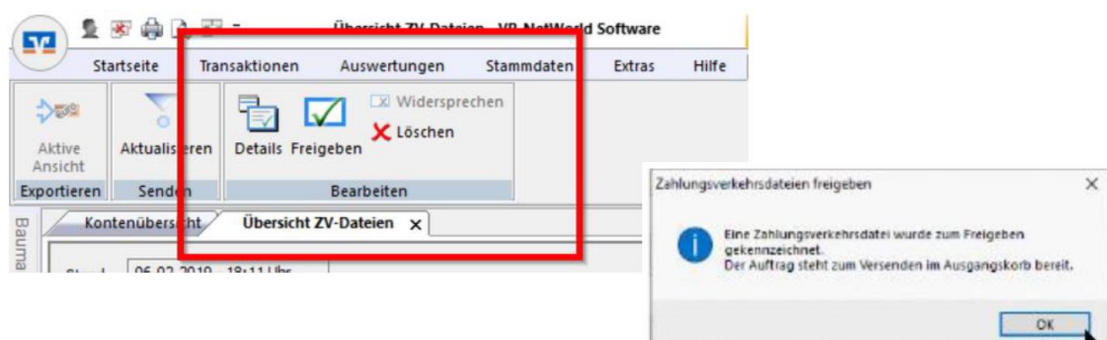 Übersicht ZV-Dateien - VR-NetWorld Software
Startseite Transaktionen Auswertungen Stammdaten Extras Hilfe
Widersprechen
Löschen
Aktive Ansicht
Aktualisieren
Details Freigeben
Exportieren Senden Bearbeiten
Kontenübersicht Übersicht ZV-Dateien x
Bauma
06.02.2019 18:11 Uhr
Zahlungsverkehrsdateien freigeben
Eine Zahlungsverkehrsdatei wurde zum Freigeben
gekennzeichnet.
Der Auftrag steht zum Versenden im Ausgangskorb bereit.
OK